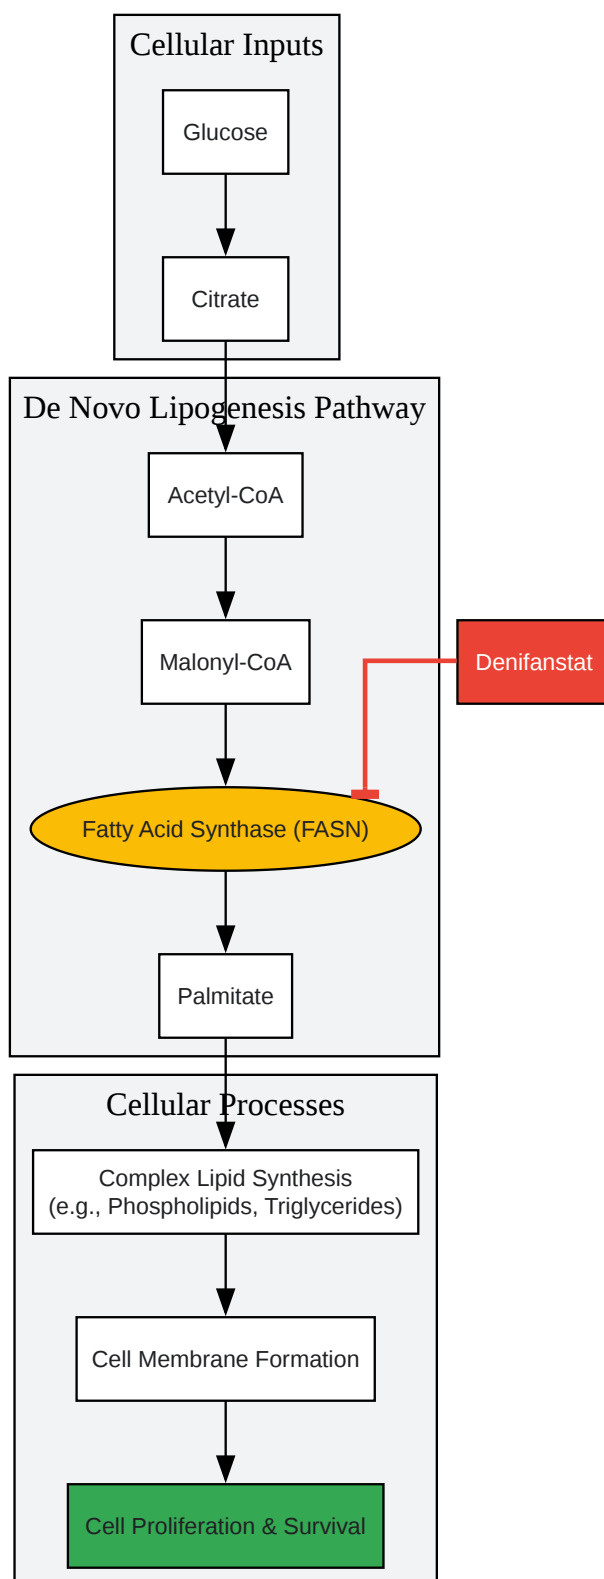 Cellular Inputs
Glucose
Citrate
De Novo Lipogenesis Pathway
Acetyl-CoA
Malonyl-CoA
Denifanstat
Fatty Acid Synthase (FASN)
Palmitate
Cellular Processes
Complex Lipid Synthesis
(e.g., Phospholipids, Triglycerides)
Cell Membrane Formation
Cell Proliferation & Survival